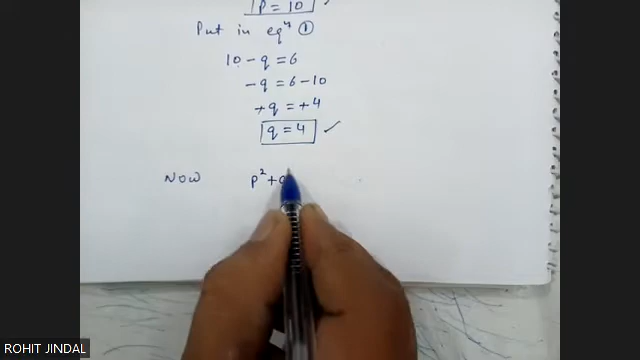 P = 10
Put in eqⁿ ①
10 - q = 6
- q = 6 - 10
+ q = + 4
q = 4 ✓
Now p² +
ROHIT JINDAL